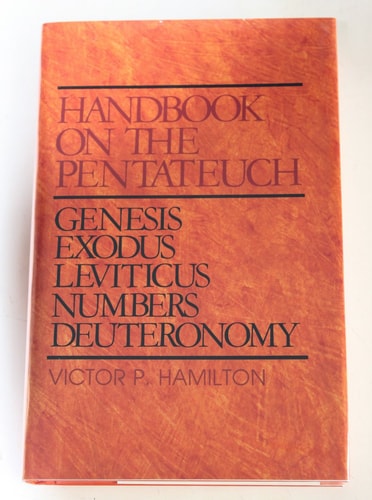 HANDBOOK
ON THE
PENTATEUCH
GENESIS
EXODUS
LEVITICUS
NUMBERS
DEUTERONOMY
VICTOR P. HAMILTON